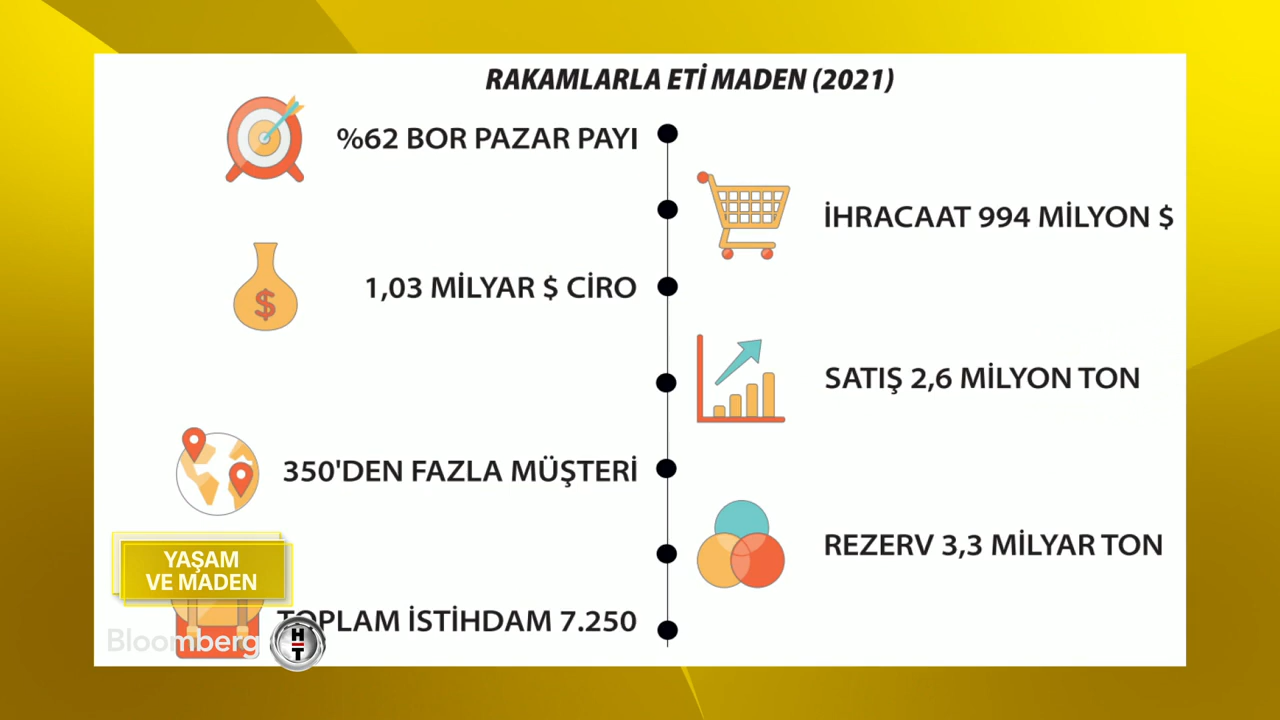 RAKAMLARLA ETİ MADEN (2021)
%62 BOR PAZAR PAYI
İHRACAAT 994 MİLYON $
1,03 MİLYAR $ CİRO
$
SATIŞ 2,6 MİLYON TON
350'DEN FAZLA MÜŞTERİ
REZERV 3,3 MİLYAR TON
YAŞAM
VE MADEN
TOPLAM İSTİHDAM 7.250
Bloomberg HT